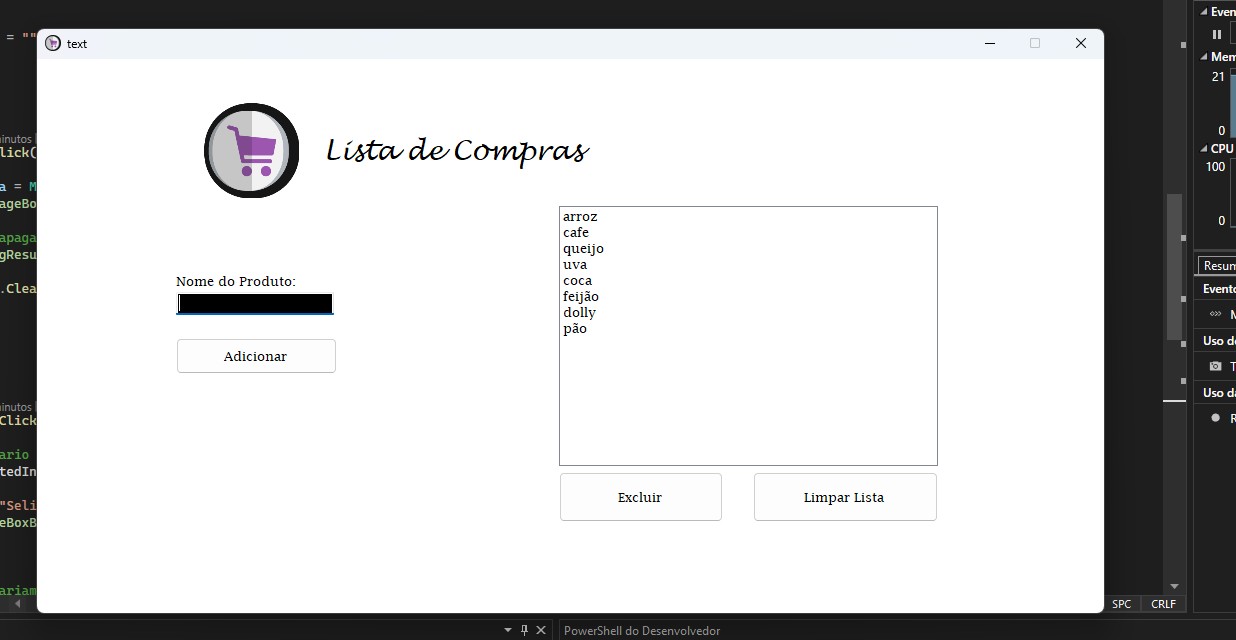 text
Lista de Compras
arroz
cafe
queijo
uva
coca
feijão
dolly
pão
Nome do Produto:
Adicionar
Excluir
Limpar Lista
= ""
inutos
lick(
a = M
ageBo
apaga
gResu
.Clea
inutos
Click
ario
tedIn
"Seli
eBoxB
ariam
Even
Mem
21
0
CPU
100
0
Resum
Evento
Uso de
T
Uso da
R
SPC
CRLF
PowerShell do Desenvolvedor